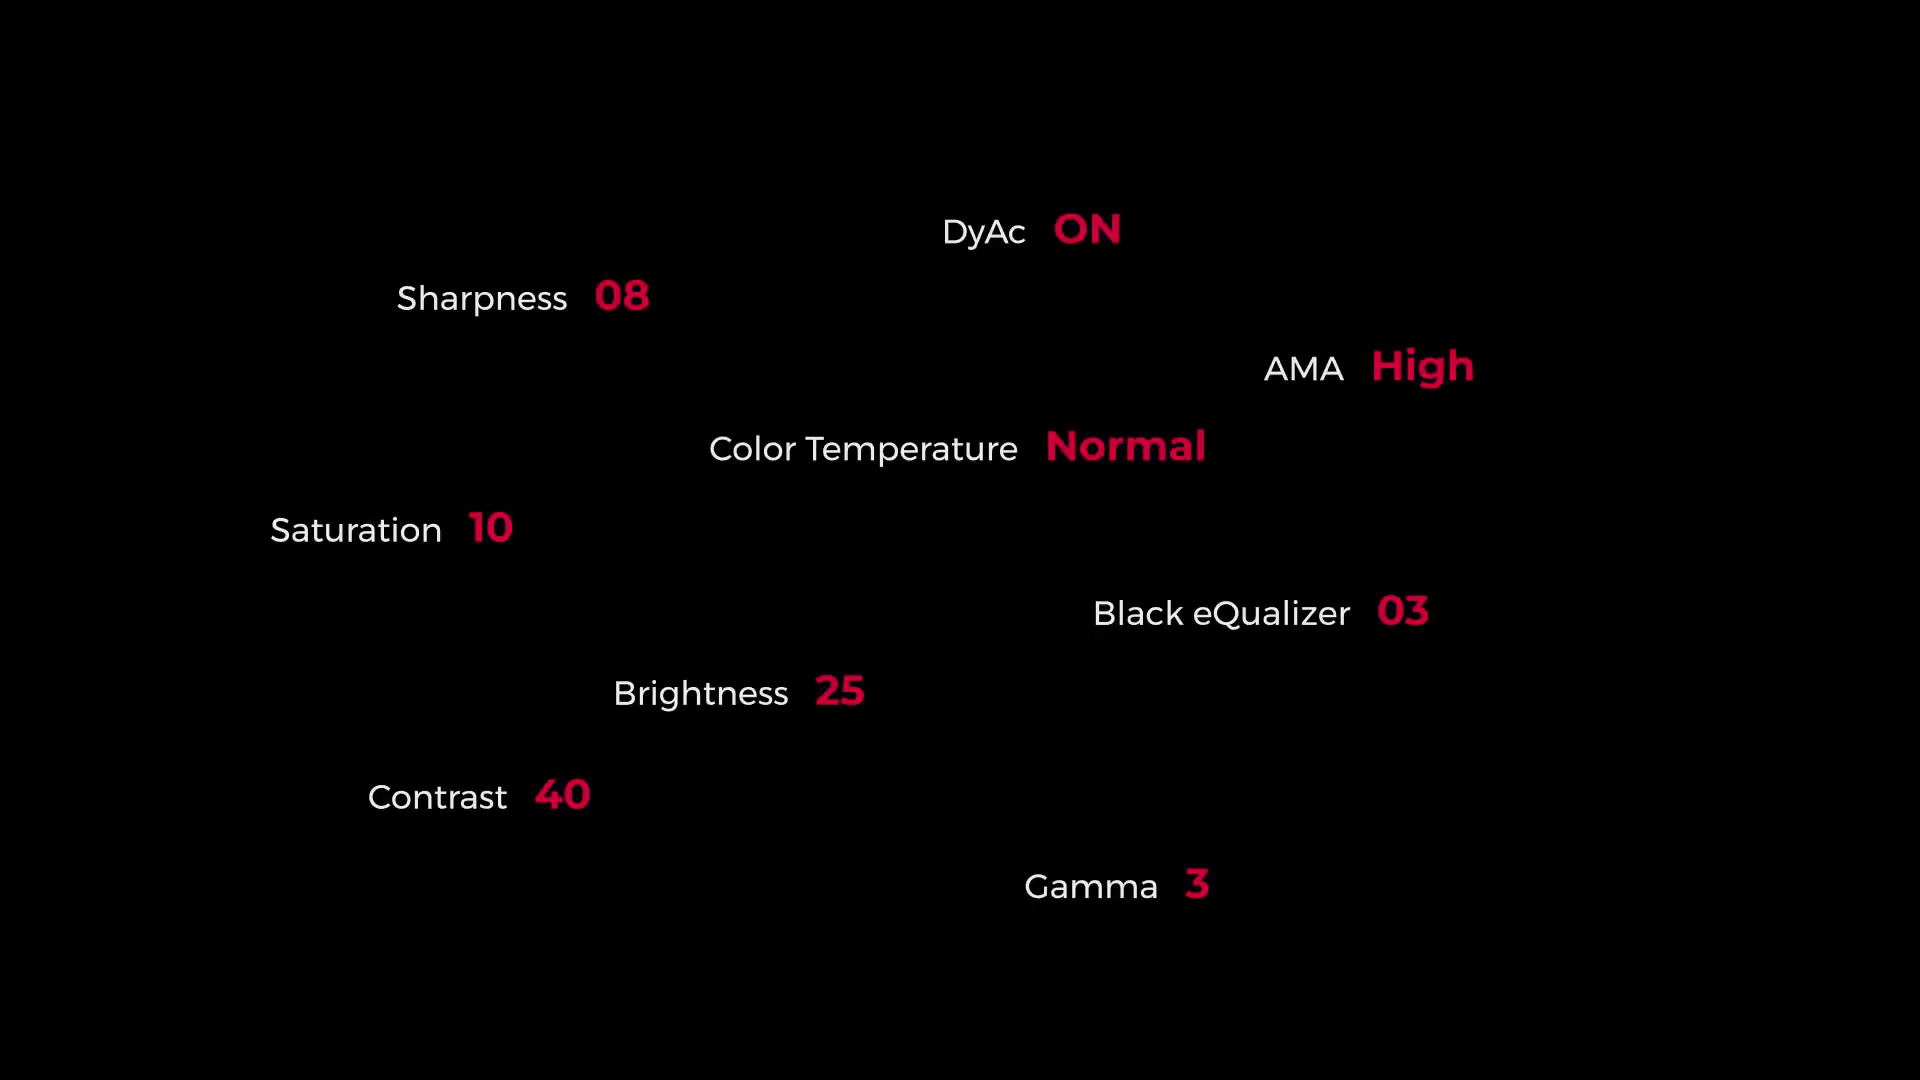 DyAc ON
Sharpness 08
AMA High
Color Temperature Normal
Saturation 10
Black eQualizer 03
Brightness 25
Contrast 40
Gamma 3